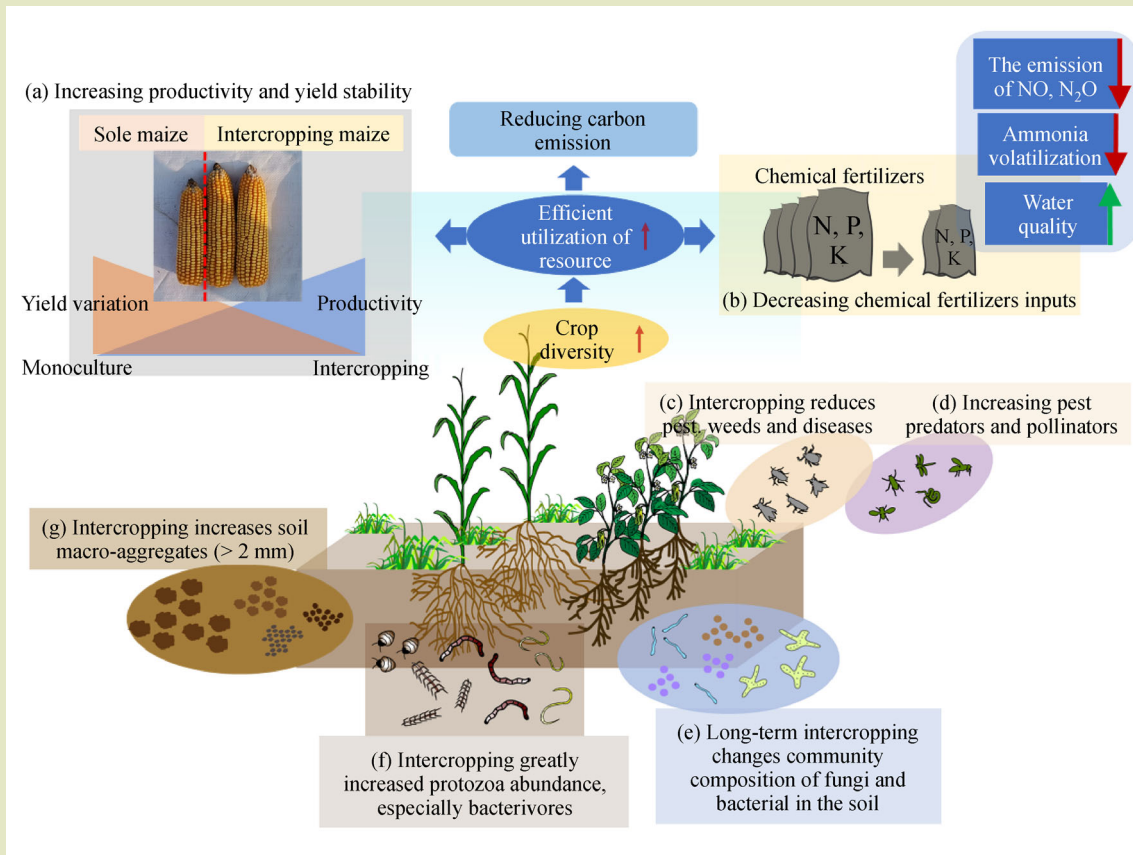 (a) Increasing productivity and yield stability
Sole maize
Intercropping maize
Yield variation
Productivity
Monoculture
Intercropping
Reducing carbon
emission
Efficient
utilization of
resource
Crop
diversity
Chemical fertilizers
N, P,
K
N, P,
K
(b) Decreasing chemical fertilizers inputs
The emission
of NO, N₂O
Ammonia
volatilization
Water
quality
(c) Intercropping reduces
pest, weeds and diseases
(d) Increasing pest
predators and pollinators
(g) Intercropping increases soil
macro-aggregates (> 2 mm)
(f) Intercropping greatly
increased protozoa abundance,
especially bacterivores
(e) Long-term intercropping
changes community
composition of fungi and
bacterial in the soil